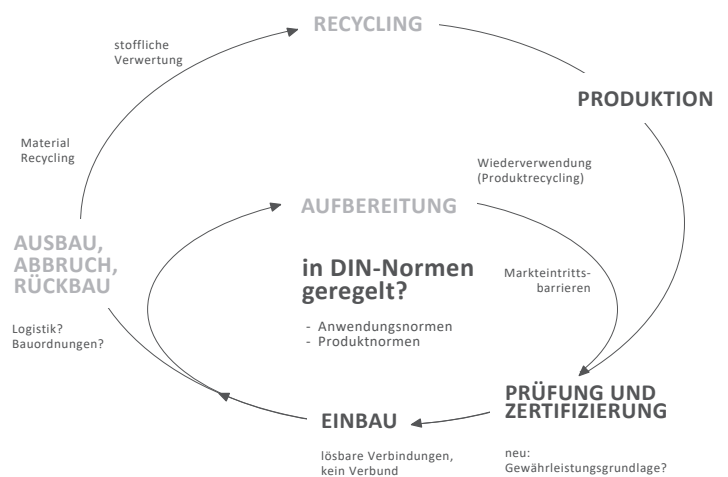 RECYCLING
stoffliche
Verwertung
PRODUKTION
Material
Recycling
Wiederverwendung
(Produktrecycling)
AUFBEREITUNG
AUSBAU,
ABBRUCH,
RÜCKBAU
in DIN-Normen
geregelt?
Markteintritts-
barrieren
- Anwendungsnormen
- Produktnormen
Logistik?
Bauordnungen?
PRÜFUNG UND
ZERTIFIZIERUNG
EINBAU
lösbare Verbindungen,
kein Verbund
neu:
Gewährleistungsgrundlage?